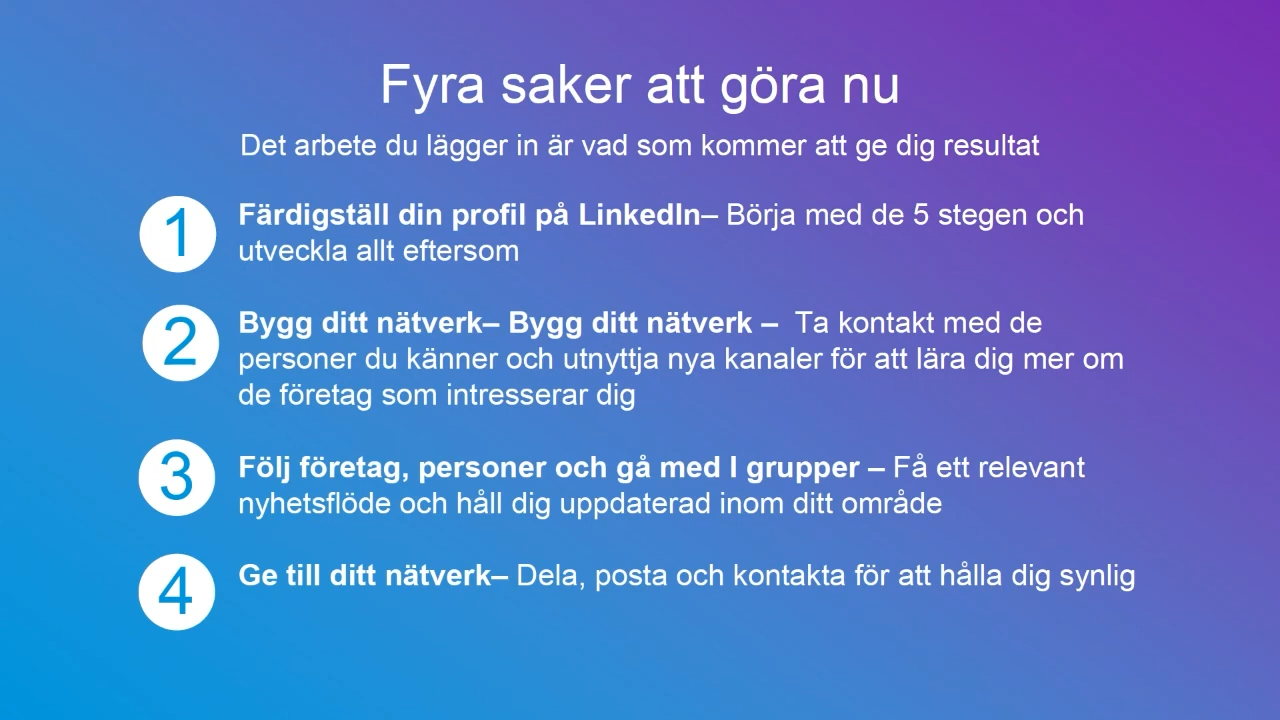 Fyra saker att göra nu
Det arbete du lägger in är vad som kommer att ge dig resultat
1
Färdigställ din profil på LinkedIn– Börja med de 5 stegen och
utveckla allt eftersom
2
Bygg ditt nätverk– Bygg ditt nätverk –  Ta kontakt med de
personer du känner och utnyttja nya kanaler för att lära dig mer om
de företag som intresserar dig
3
Följ företag, personer och gå med I grupper – Få ett relevant
nyhetsflöde och håll dig uppdaterad inom ditt område
4
Ge till ditt nätverk– Dela, posta och kontakta för att hålla dig synlig